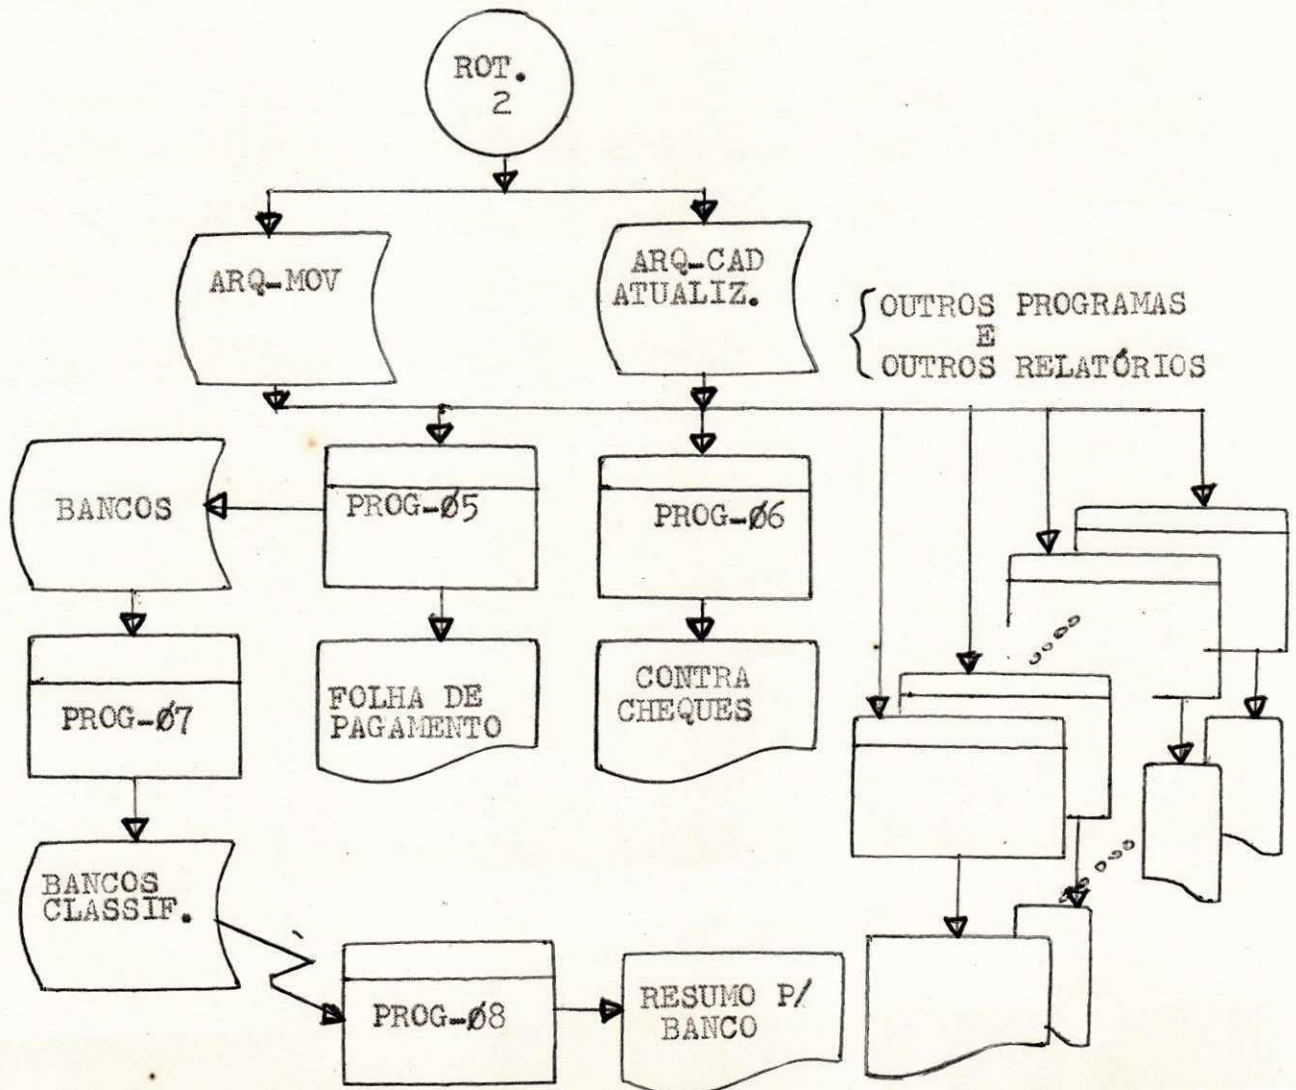 ROT.
2
ARQ-MOV
ARQ-CAD
ATUALIZ.
OUTROS PROGRAMAS
E
OUTROS RELATÓRIOS
BANCOS
PROG-Ø5
PROG-Ø6
PROG-Ø7
FOLHA DE
PAGAMENTO
CONTRA
CHEQUES
BANCOS
CLASSIF.
PROG-Ø8
RESUMO P/
BANCO